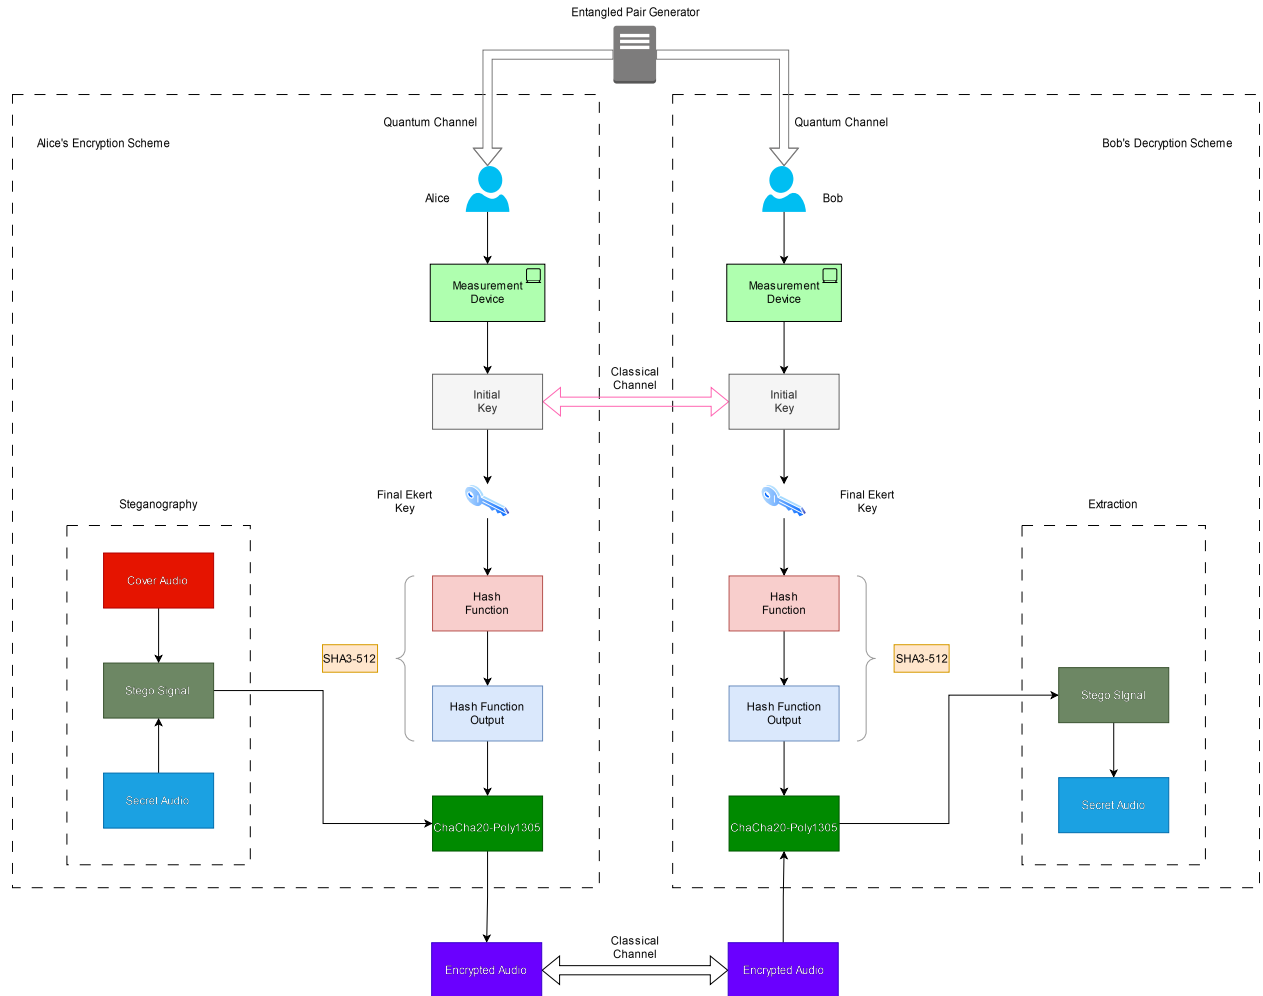 Entangled Pair Generator
Quantum Channel
Quantum Channel
Alice's Encryption Scheme
Bob's Decryption Scheme
Alice
Bob
Measurement
Device
Measurement
Device
Classical
Channel
Initial
Key
Initial
Key
Final Ekert
Key
Final Ekert
Key
Steganography
Extraction
Cover Audio
Hash
Function
Hash
Function
SHA3-512
SHA3-512
Stego Signal
Stego SIgnal
Hash Function
Output
Hash Function
Output
Secret Audio
Secret Audio
ChaCha20-Poly1305
ChaCha20-Poly1305
Classical
Channel
Encrypted Audio
Encrypted Audio